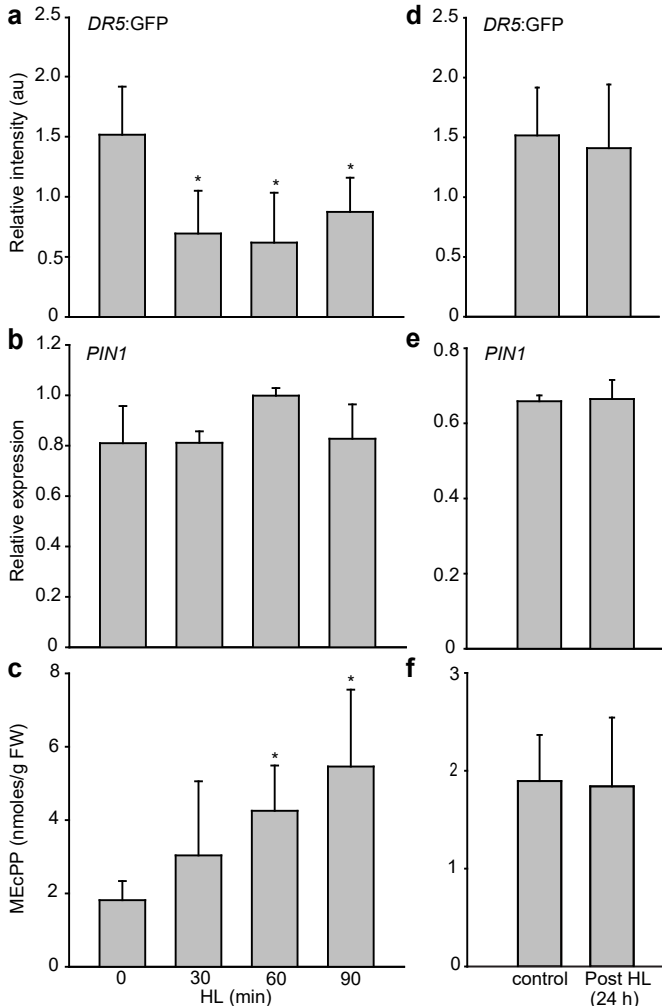 a
DR5:GFP
Relative intensity (au)
2.5
2.0
1.5
1.0
0.5
0
*
*
*
d
DR5:GFP
2.5
2.0
1.5
1.0
0.5
0
b
PIN1
Relative expression
1.2
1.0
0.8
0.6
0.4
0.2
0
e
PIN1
0.8
0.6
0.4
0.2
0
c
MEcPP (nmoles/g FW)
8
6
4
2
0
*
*
0 30 60 90
HL (min)
f
3
2
1
0
control Post HL
(24 h)